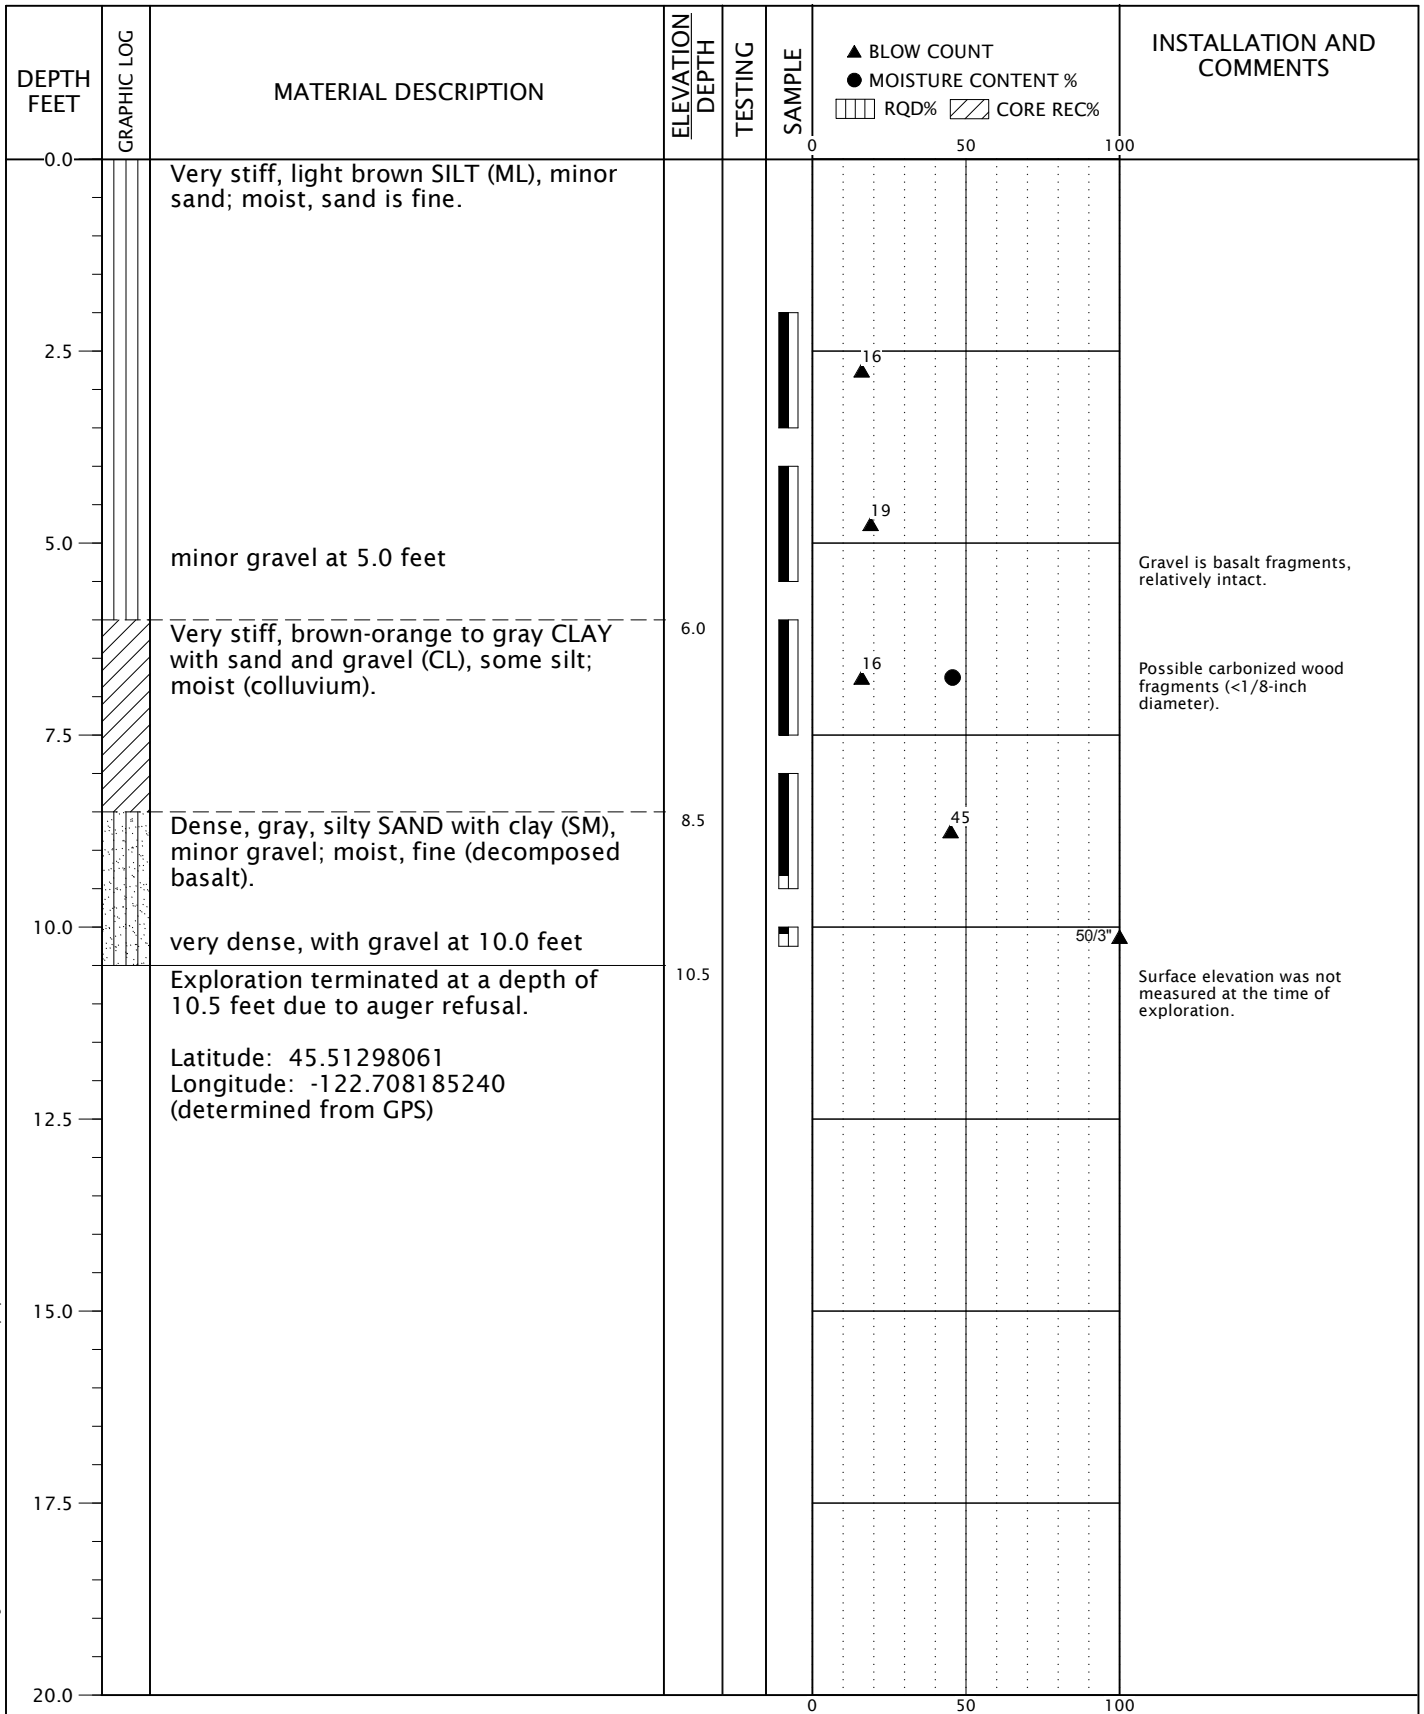 DEPTH
FEET
GRAPHIC LOG
MATERIAL DESCRIPTION
ELEVATION
DEPTH
TESTING
SAMPLE
▲ BLOW COUNT
● MOISTURE CONTENT %
RQD% CORE REC%
INSTALLATION AND
COMMENTS
0 50 100
0.0
Very stiff, light brown SILT (ML), minor
sand; moist, sand is fine.
2.5
16
19
5.0
minor gravel at 5.0 feet
Gravel is basalt fragments,
relatively intact.
Very stiff, brown-orange to gray CLAY
with sand and gravel (CL), some silt;
moist (colluvium).
6.0
16
Possible carbonized wood
fragments (<1/8-inch
diameter).
7.5
Dense, gray, silty SAND with clay (SM),
minor gravel; moist, fine (decomposed
basalt).
8.5
45
10.0
very dense, with gravel at 10.0 feet
50/3"
Exploration terminated at a depth of
10.5 feet due to auger refusal.
10.5
Surface elevation was not
measured at the time of
exploration.
Latitude: 45.51298061
Longitude: -122.708185240
(determined from GPS)
12.5
15.0
17.5
20.0
0 50 100